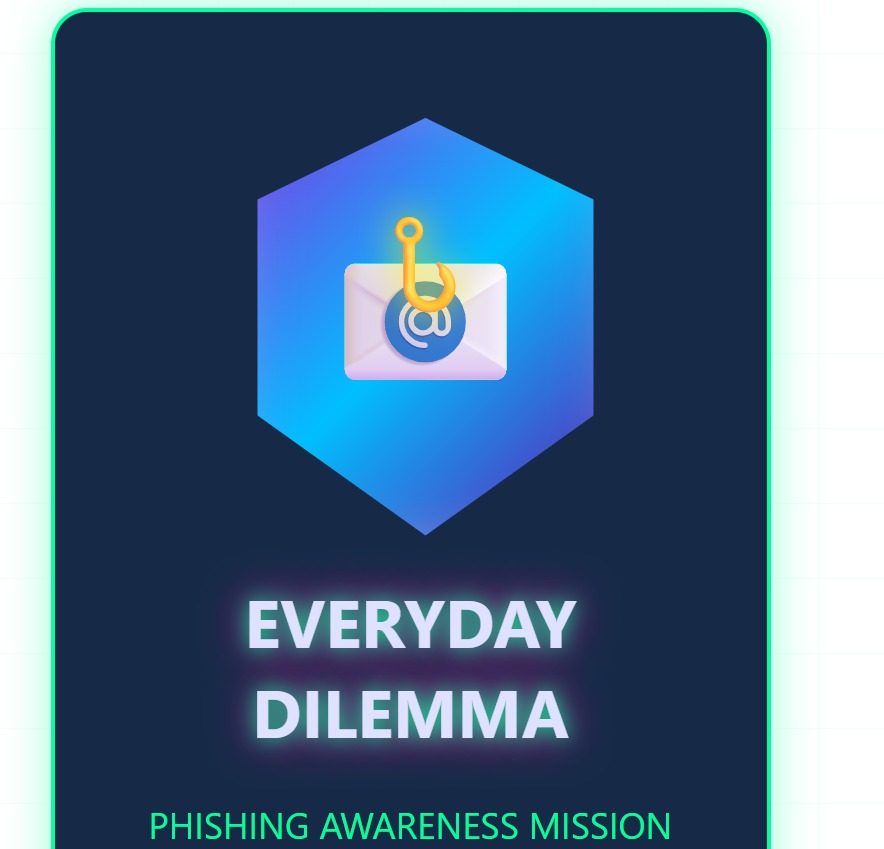 @
EVERYDAY
DILEMMA
PHISHING AWARENESS MISSION